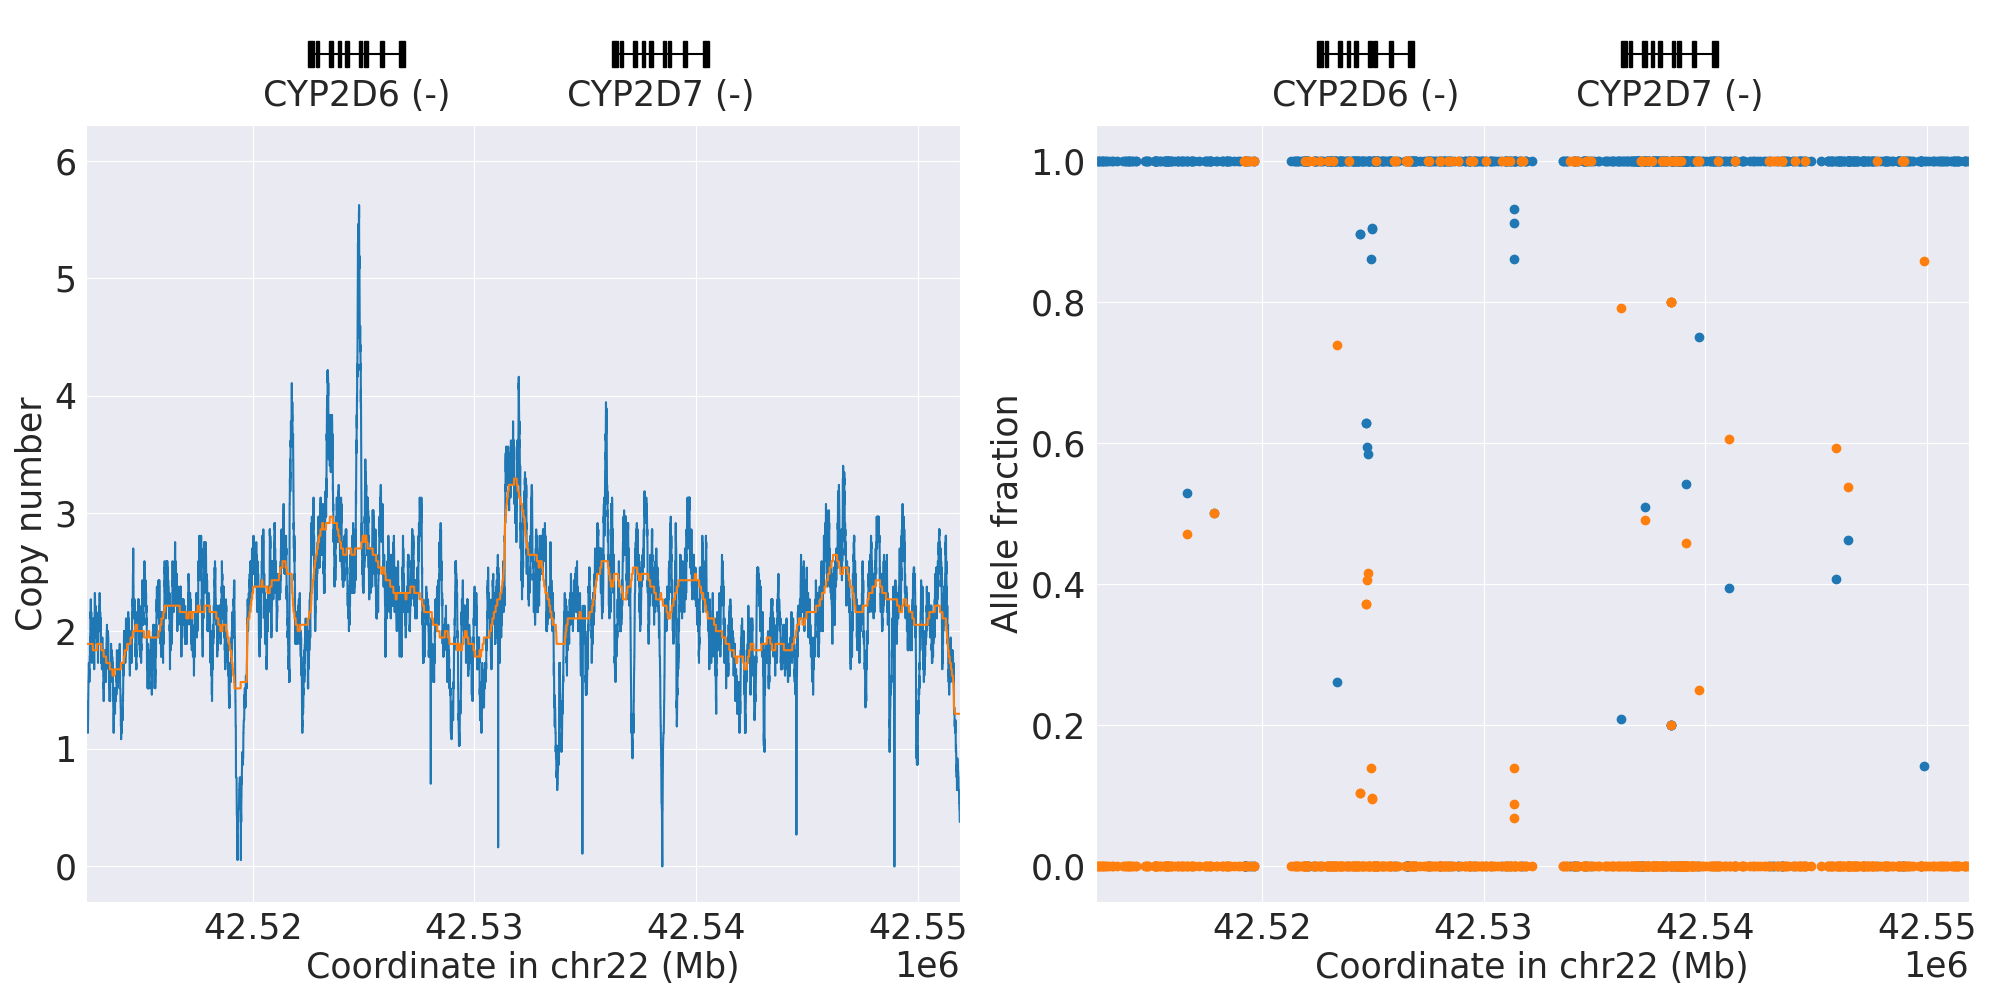 CYP2D6 (-) CYP2D7 (-)
Copy number
6
5
4
3
2
1
0
42.52 42.53 42.54 42.55
Coordinate in chr22 (Mb)
1e6
CYP2D6 (-) CYP2D7 (-)
Allele fraction
1.0
0.8
0.6
0.4
0.2
0.0
42.52 42.53 42.54 42.55
Coordinate in chr22 (Mb)
1e6